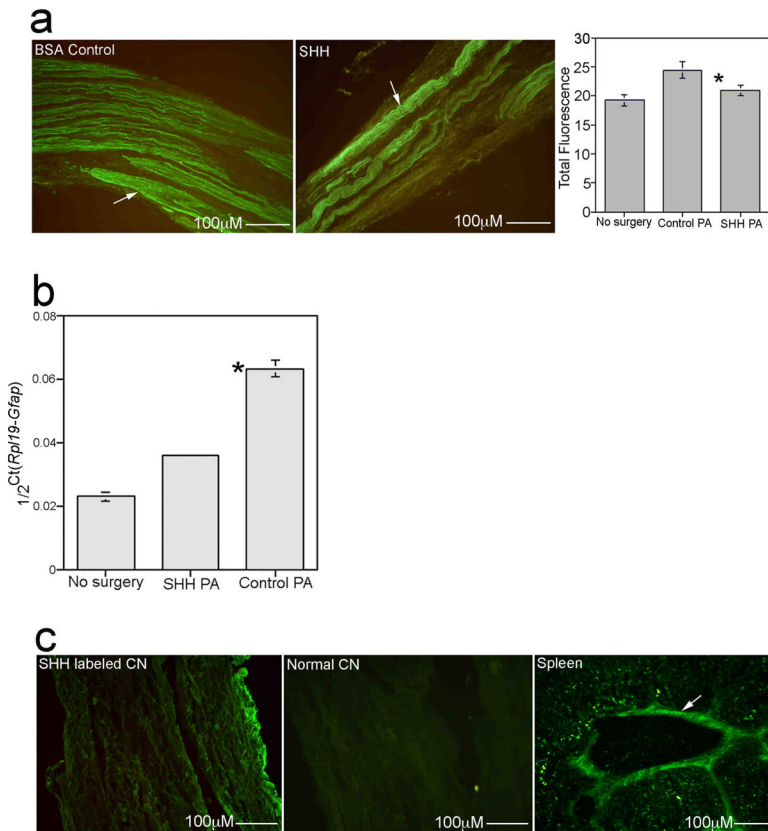 a
BSA Control
100µM
SHH
100µM
Total Fluorescence
30
25
20
15
10
5
0
*
No surgery Control PA SHH PA
b
1/2^Ct(Rpl19-Gfap)
0.08
0.06
0.04
0.02
0
*
No surgery SHH PA Control PA
c
SHH labeled CN
100µM
Normal CN
100µM
Spleen
100µM